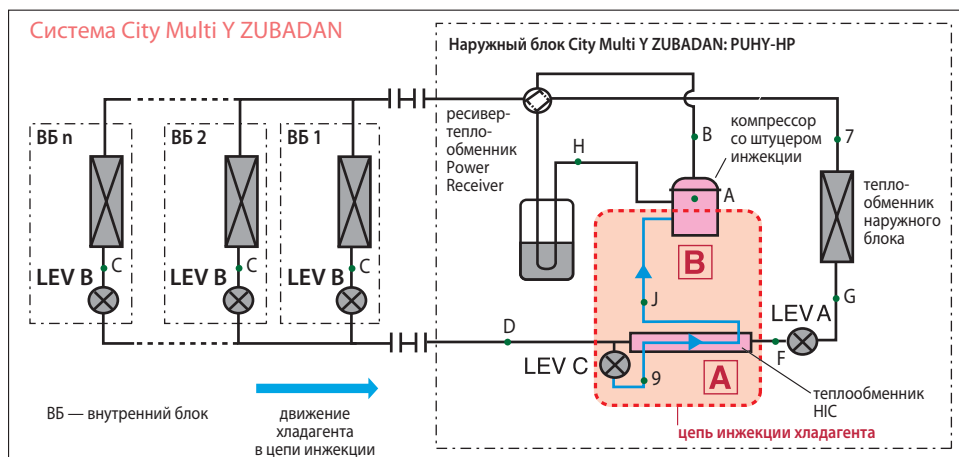 Система City Multi Y ZUBADAN
Наружный блок City Multi Y ZUBADAN: PUHY-HP
ресивер-
тепло-
обменник
Power
Receiver
компрессор
со штуцером
инжекции
B
7
H
A
тепло-
обменник
наружного
блока
ВБ n
ВБ 2
ВБ 1
C
C
C
LEV B
LEV B
LEV B
B
J
G
LEV A
D
F
LEV C
9
A
теплообменник
HIC
ВБ — внутренний блок
движение
хладагента
в цепи инжекции
цепь инжекции хладагента